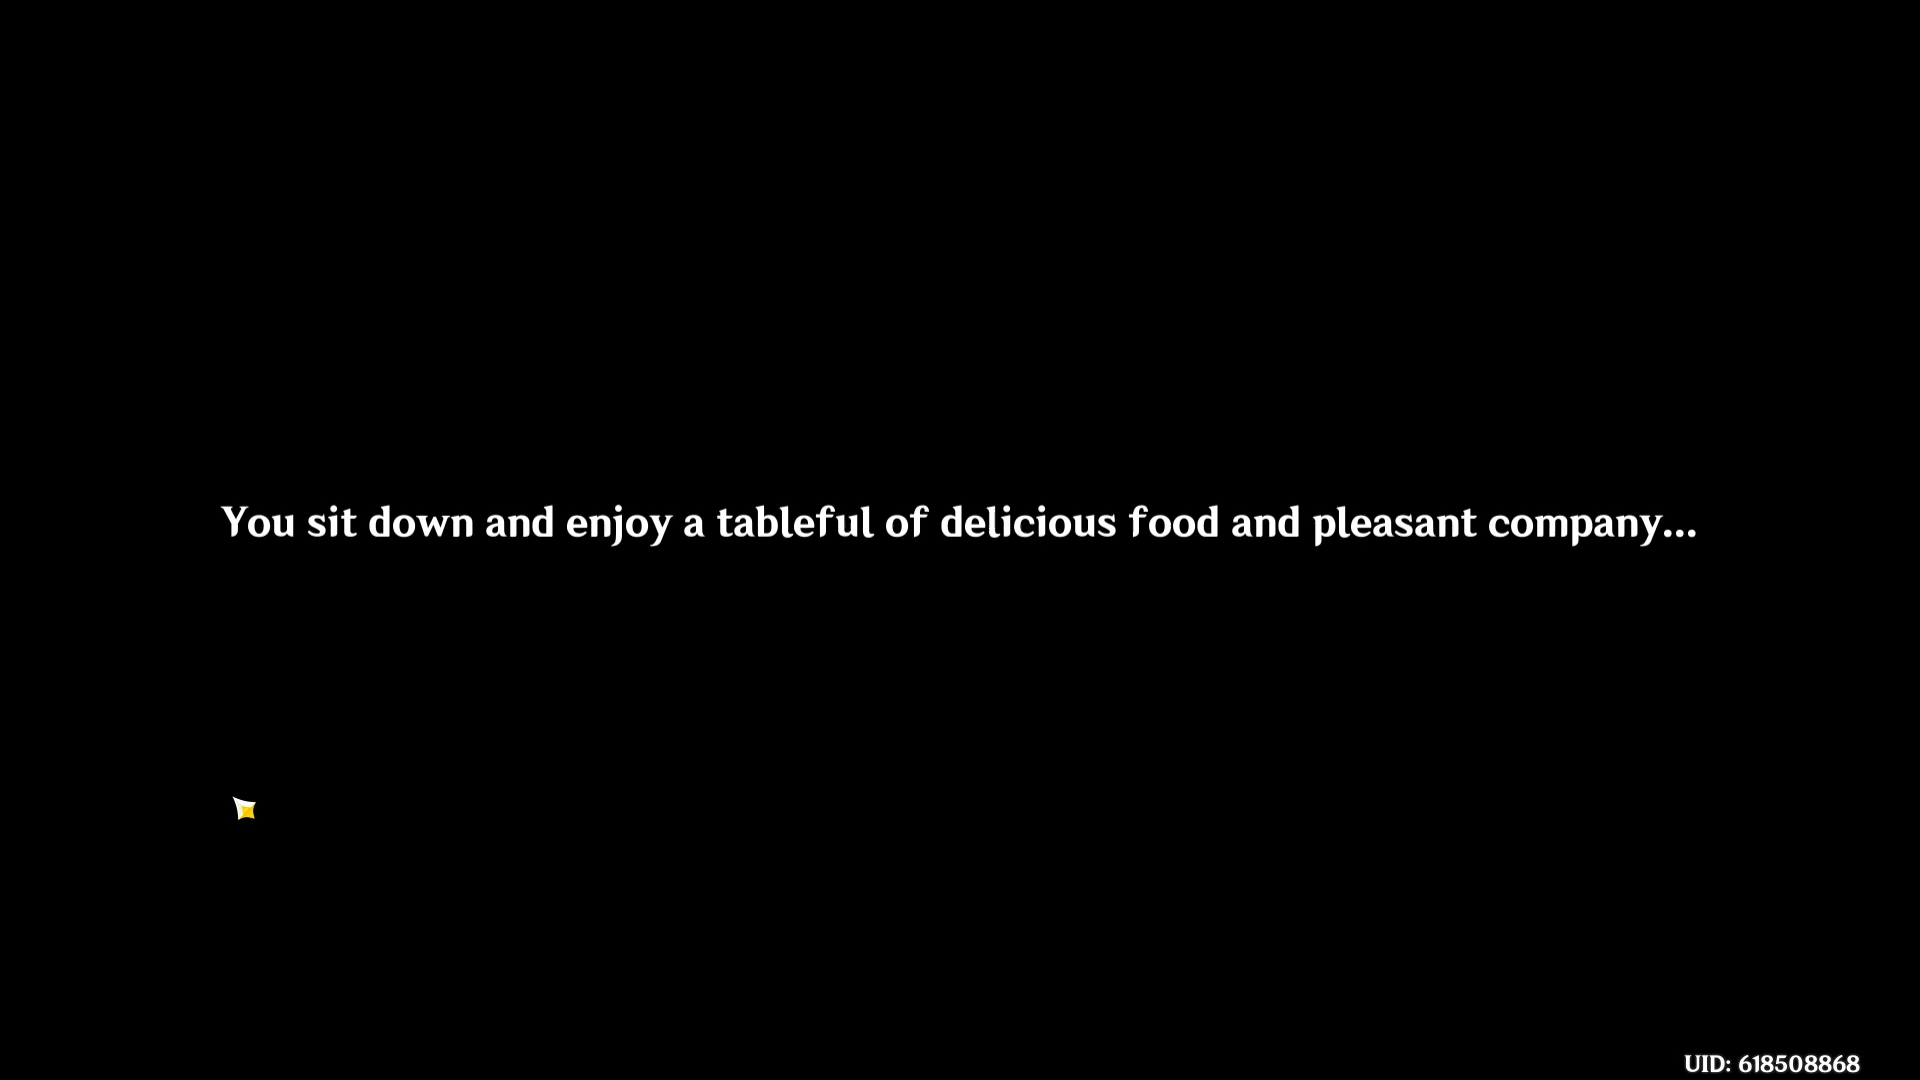 You sit down and enjoy a tableful of delicious food and pleasant company...
UID: 618508868